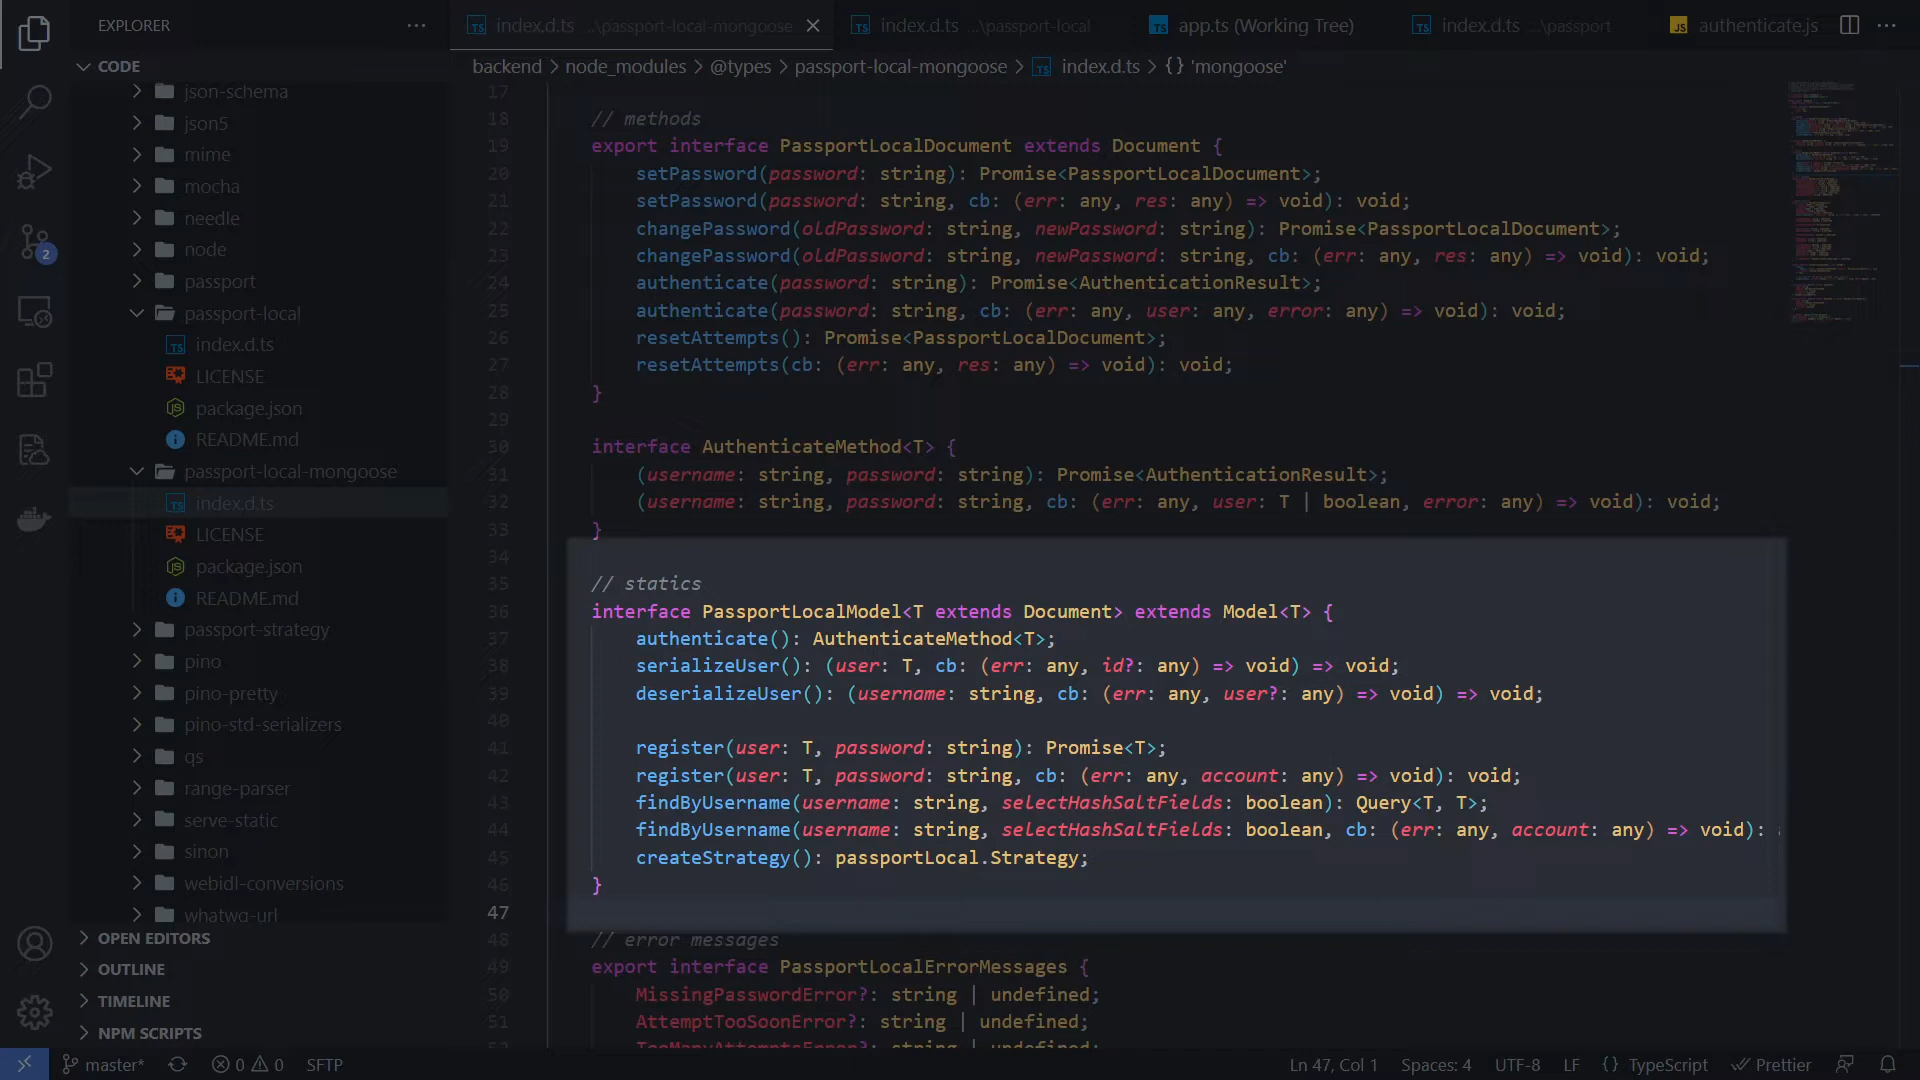 EXPLORER
index.d.ts ...\passport-local-mongoose
index.d.ts ...\passport-local
app.ts (Working Tree)
index.d.ts ...\passport
authenticate.js
CODE
backend > node_modules > @types > passport-local-mongoose > index.d.ts > {} 'mongoose'
json-schema
json5
mime
mocha
needle
node
passport
passport-local
index.d.ts
LICENSE
package.json
README.md
passport-local-mongoose
index.d.ts
LICENSE
package.json
README.md
passport-strategy
pino
pino-pretty
pino-std-serializers
qs
range-parser
serve-static
sinon
webidl-conversions
whatwg-url
OPEN EDITORS
OUTLINE
TIMELINE
NPM SCRIPTS
2
17
18 // methods
19 export interface PassportLocalDocument extends Document {
20 setPassword(password: string): Promise<PassportLocalDocument>;
21 setPassword(password: string, cb: (err: any, res: any) => void): void;
22 changePassword(oldPassword: string, newPassword: string): Promise<PassportLocalDocument>;
23 changePassword(oldPassword: string, newPassword: string, cb: (err: any, res: any) => void): void;
24 authenticate(password: string): Promise<AuthenticationResult>;
25 authenticate(password: string, cb: (err: any, user: any, error: any) => void): void;
26 resetAttempts(): Promise<PassportLocalDocument>;
27 resetAttempts(cb: (err: any, res: any) => void): void;
28 }
29
30 interface AuthenticateMethod<T> {
31 (username: string, password: string): Promise<AuthenticationResult>;
32 (username: string, password: string, cb: (err: any, user: T | boolean, error: any) => void): void;
33 }
34
35 // statics
36 interface PassportLocalModel<T extends Document> extends Model<T> {
37 authenticate(): AuthenticateMethod<T>;
38 serializeUser(): (user: T, cb: (err: any, id?: any) => void) => void;
39 deserializeUser(): (username: string, cb: (err: any, user?: any) => void) => void;
40
41 register(user: T, password: string): Promise<T>;
42 register(user: T, password: string, cb: (err: any, account: any) => void): void;
43 findByUsername(username: string, selectHashSaltFields: boolean): Query<T, T>;
44 findByUsername(username: string, selectHashSaltFields: boolean, cb: (err: any, account: any) => void):
45 createStrategy(): passportLocal.Strategy;
46 }
47
48 // error messages
49 export interface PassportLocalErrorMessages {
50 MissingPasswordError?: string | undefined;
51 AttemptTooSoonError?: string | undefined;
52 TooManyAttemptsError?: string | undefined;
master* 0 0 SFTP
Ln 47, Col 1 Spaces: 4 UTF-8 LF {} TypeScript Prettier